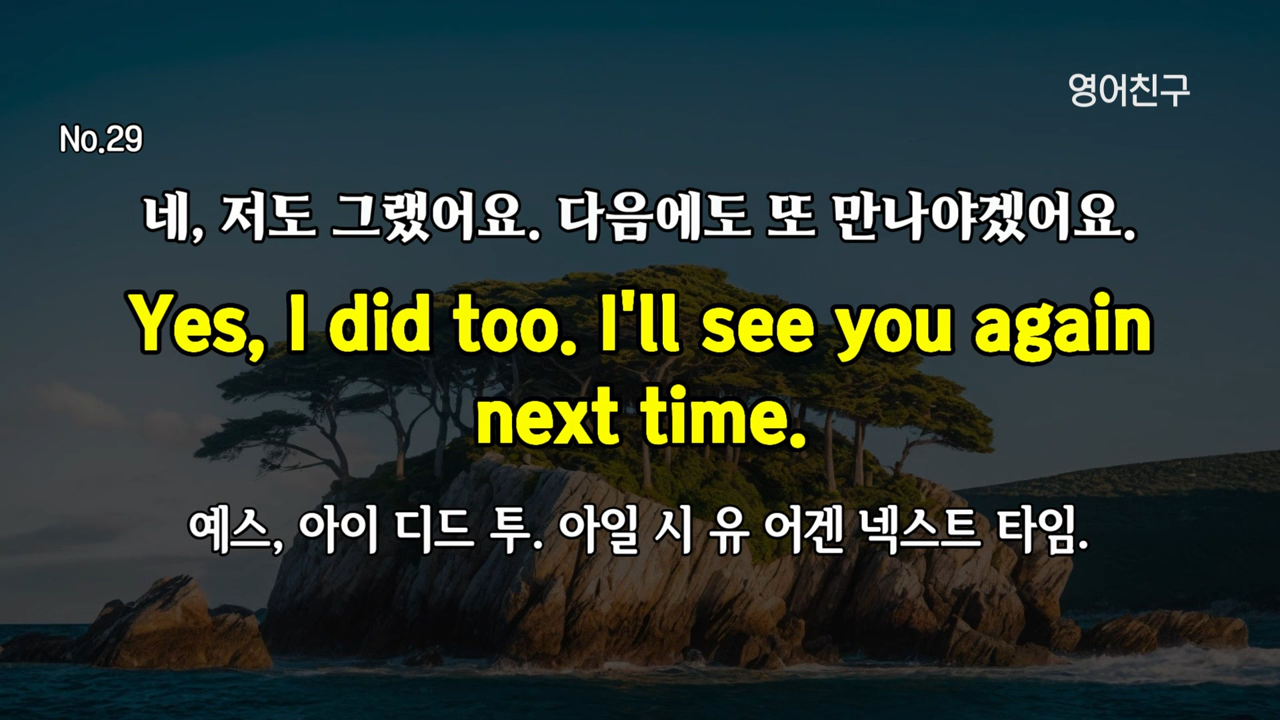 영어친구
No.29
네, 저도 그랬어요. 다음에도 또 만나야겠어요.
Yes, I did too. I'll see you again
next time.
예스, 아이 디드 투. 아일 시 유 어겐 넥스트 타임.